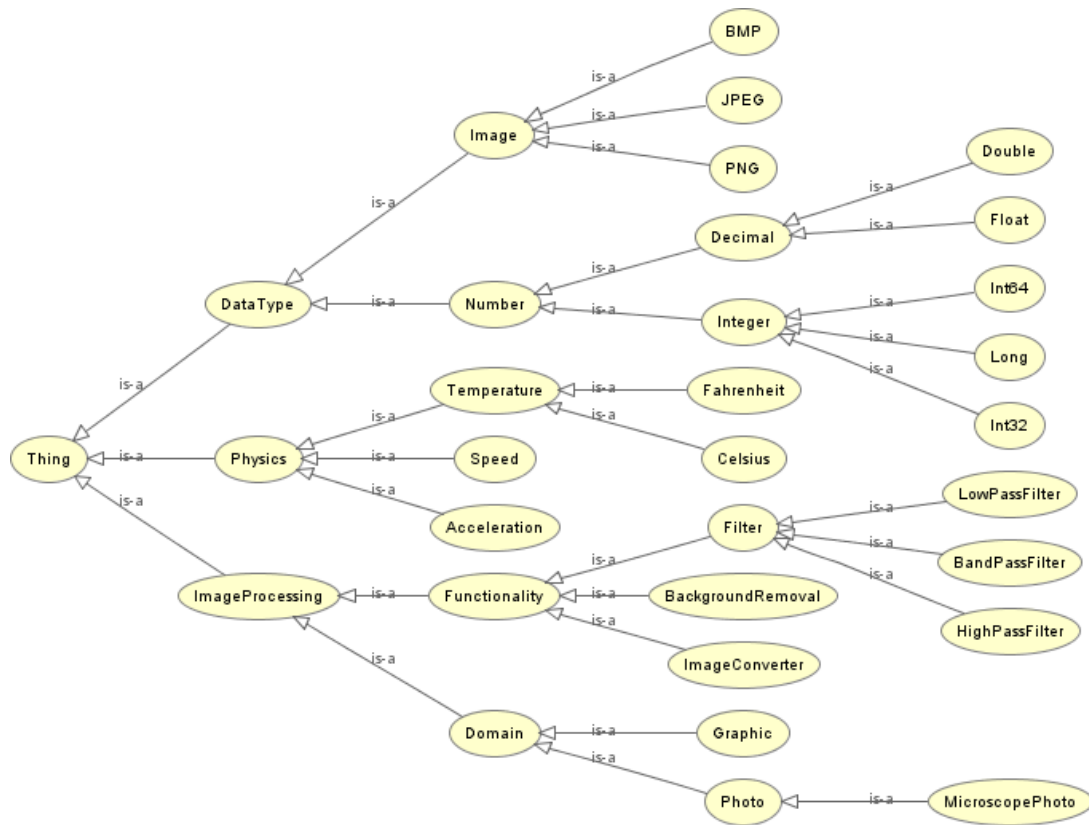 BMP
is-a
JPEG
is-a
Image
is-a
PNG
Double
is-a
Float
is-a
Decimal
is-a
is-a
Int64
is-a
DataType
is-a
Number
is-a
Integer
is-a
Long
is-a
Int32
is-a
Temperature
is-a
Fahrenheit
is-a
is-a
Thing
is-a
Physics
is-a
Speed
Celsius
is-a
is-a
Acceleration
LowPassFilter
is-a
Filter
is-a
BandPassFilter
is-a
is-a
ImageProcessing
is-a
Functionality
is-a
BackgroundRemoval
is-a
HighPassFilter
ImageConverter
is-a
Domain
is-a
Graphic
is-a
Photo
is-a
MicroscopePhoto